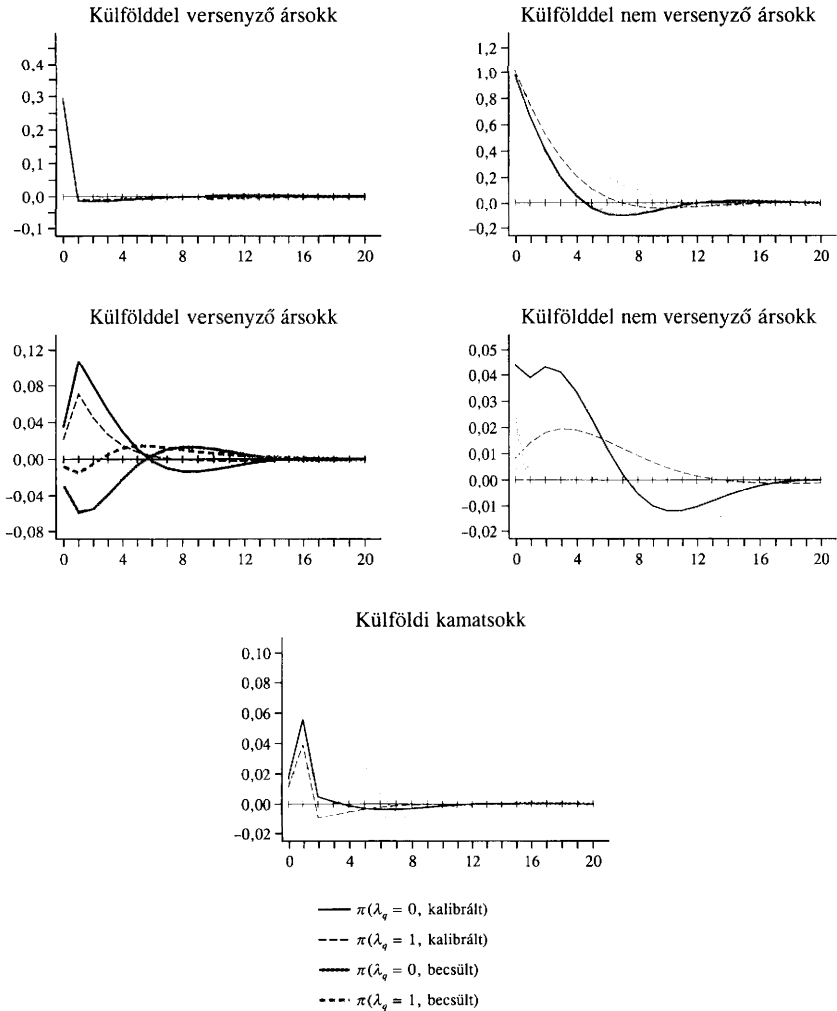 Külfölddel versenyző ársokk
Külfölddel nem versenyző ársokk
0,4
0,3
0,2
0,1
0,0
–0,1
0 4 8 12 16 20
1,2
1,0
0,8
0,6
0,4
0,2
0,0
–0,2
0 4 8 12 16 20
Külfölddel versenyző ársokk
Külfölddel nem versenyző ársokk
0,12
0,08
0,04
0,00
–0,04
–0,08
0 4 8 12 16 20
0,05
0,04
0,03
0,02
0,01
0,00
–0,01
–0,02
0 4 8 12 16 20
Külföldi kamatsokk
0,10
0,08
0,06
0,04
0,02
0,00
–0,02
0 4 8 12 16 20
π(λq = 0, kalibrált)
π(λq = 1, kalibrált)
π(λq = 0, becsült)
π(λq = 1, becsült)